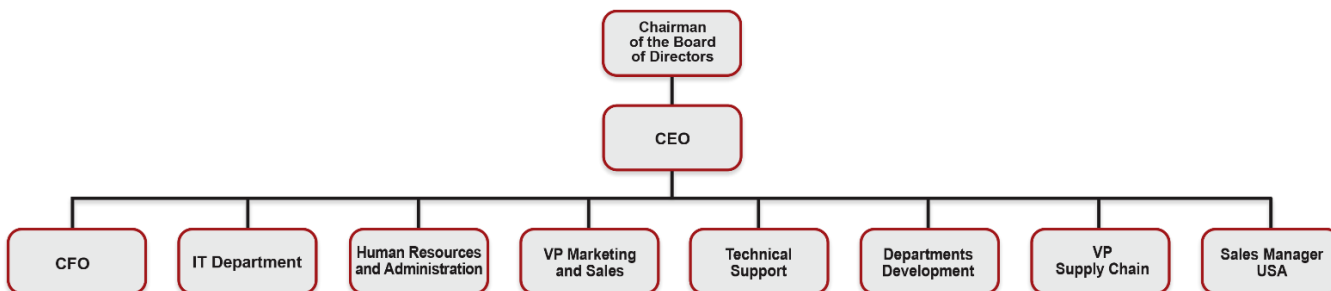 Chairman
of the Board
of Directors
CEO
CFO
IT Department
Human Resources
and Administration
VP Marketing
and Sales
Technical
Support
Departments
Development
VP
Supply Chain
Sales Manager
USA